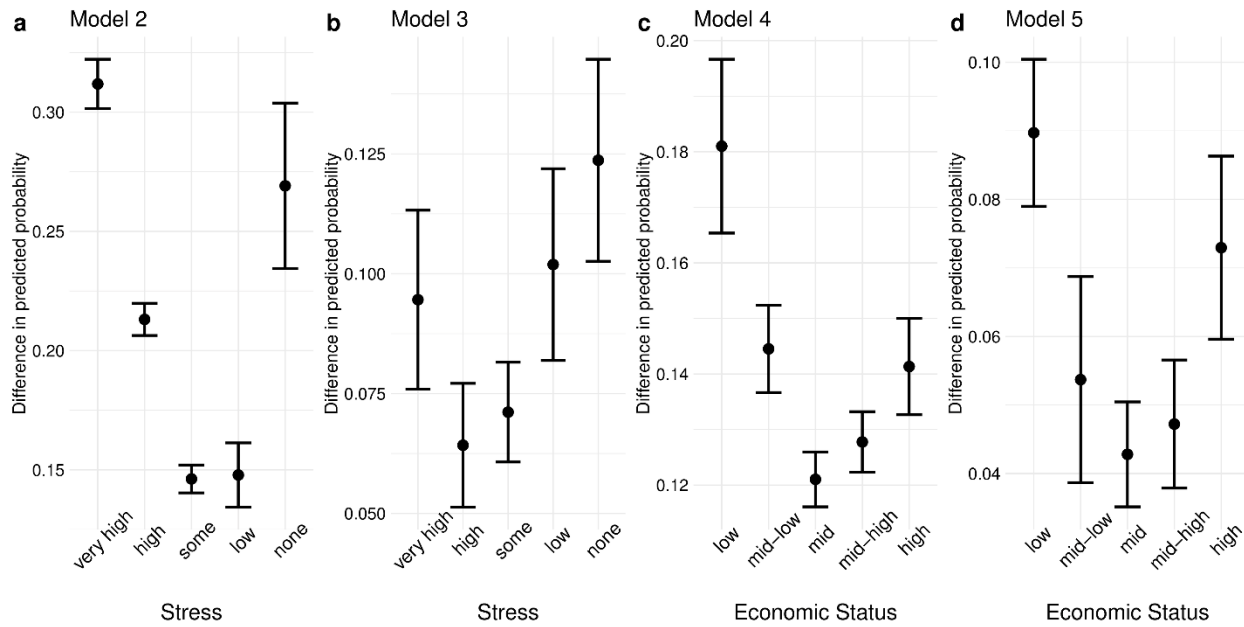 a Model 2
Difference in predicted probability
0.30
0.25
0.20
0.15
very high
high
some
low
none
Stress
b Model 3
Difference in predicted probability
0.125
0.100
0.075
0.050
very high
high
some
low
none
Stress
c Model 4
Difference in predicted probability
0.20
0.18
0.16
0.14
0.12
low
mid-low
mid
mid-high
high
Economic Status
d Model 5
Difference in predicted probability
0.10
0.08
0.06
0.04
low
mid-low
mid
mid-high
high
Economic Status